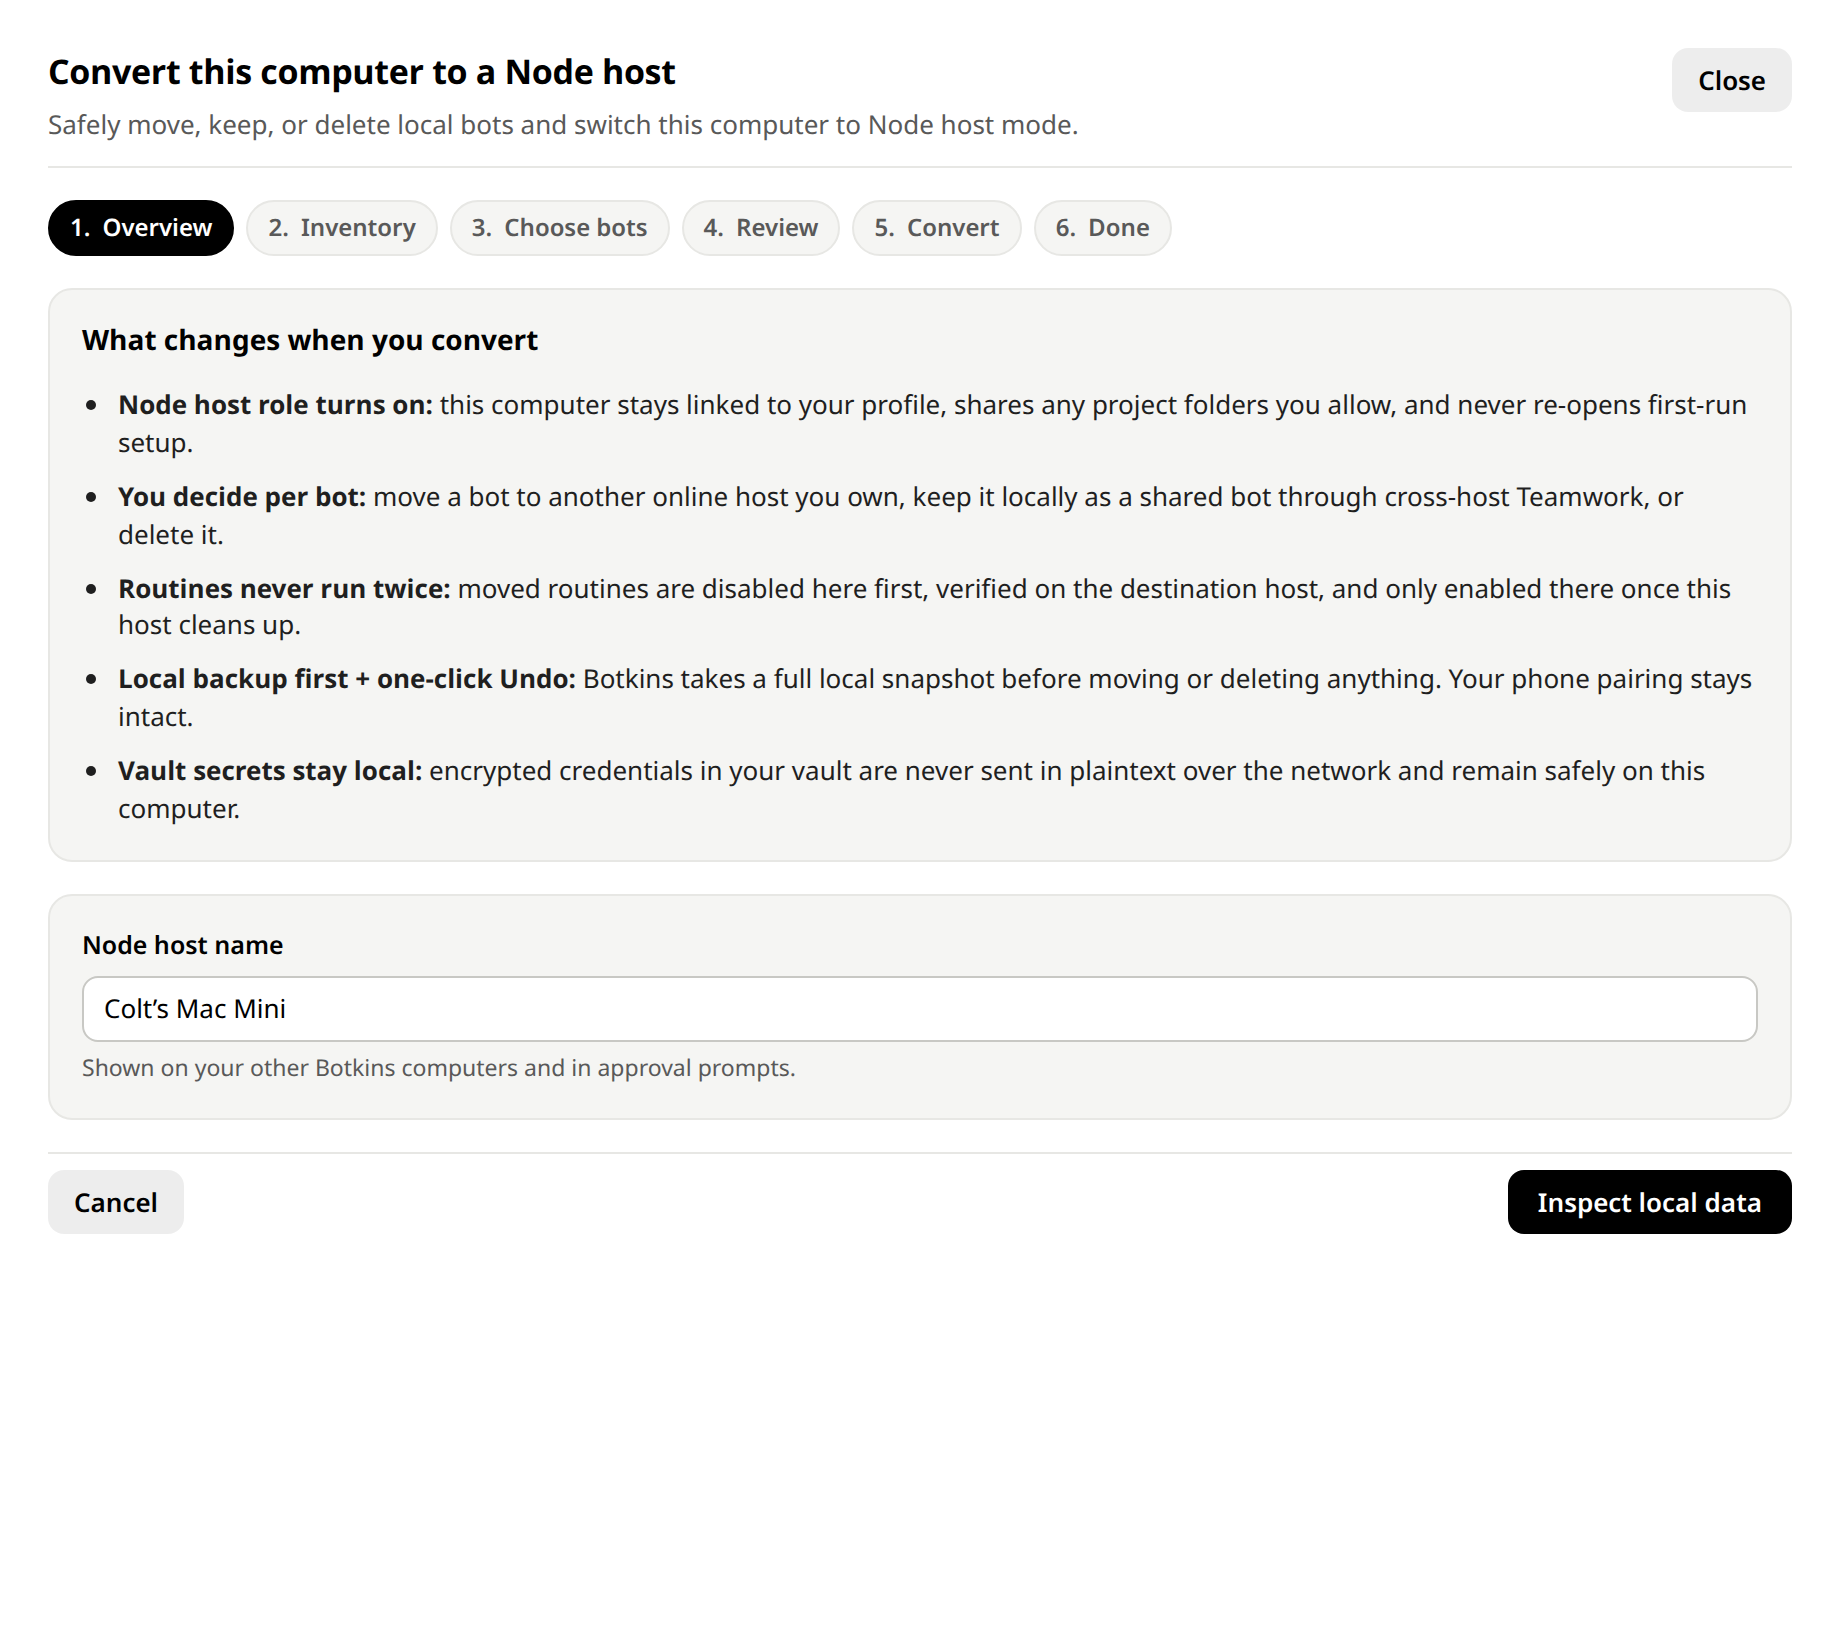 Convert this computer to a Node host
Close
Safely move, keep, or delete local bots and switch this computer to Node host mode.
1. Overview
2. Inventory
3. Choose bots
4. Review
5. Convert
6. Done
What changes when you convert
Node host role turns on: this computer stays linked to your profile, shares any project folders you allow, and never re-opens first-run
setup.
You decide per bot: move a bot to another online host you own, keep it locally as a shared bot through cross-host Teamwork, or
delete it.
Routines never run twice: moved routines are disabled here first, verified on the destination host, and only enabled there once this
host cleans up.
Local backup first + one-click Undo: Botkins takes a full local snapshot before moving or deleting anything. Your phone pairing stays
intact.
Vault secrets stay local: encrypted credentials in your vault are never sent in plaintext over the network and remain safely on this
computer.
Node host name
Colt’s Mac Mini
Shown on your other Botkins computers and in approval prompts.
Cancel
Inspect local data